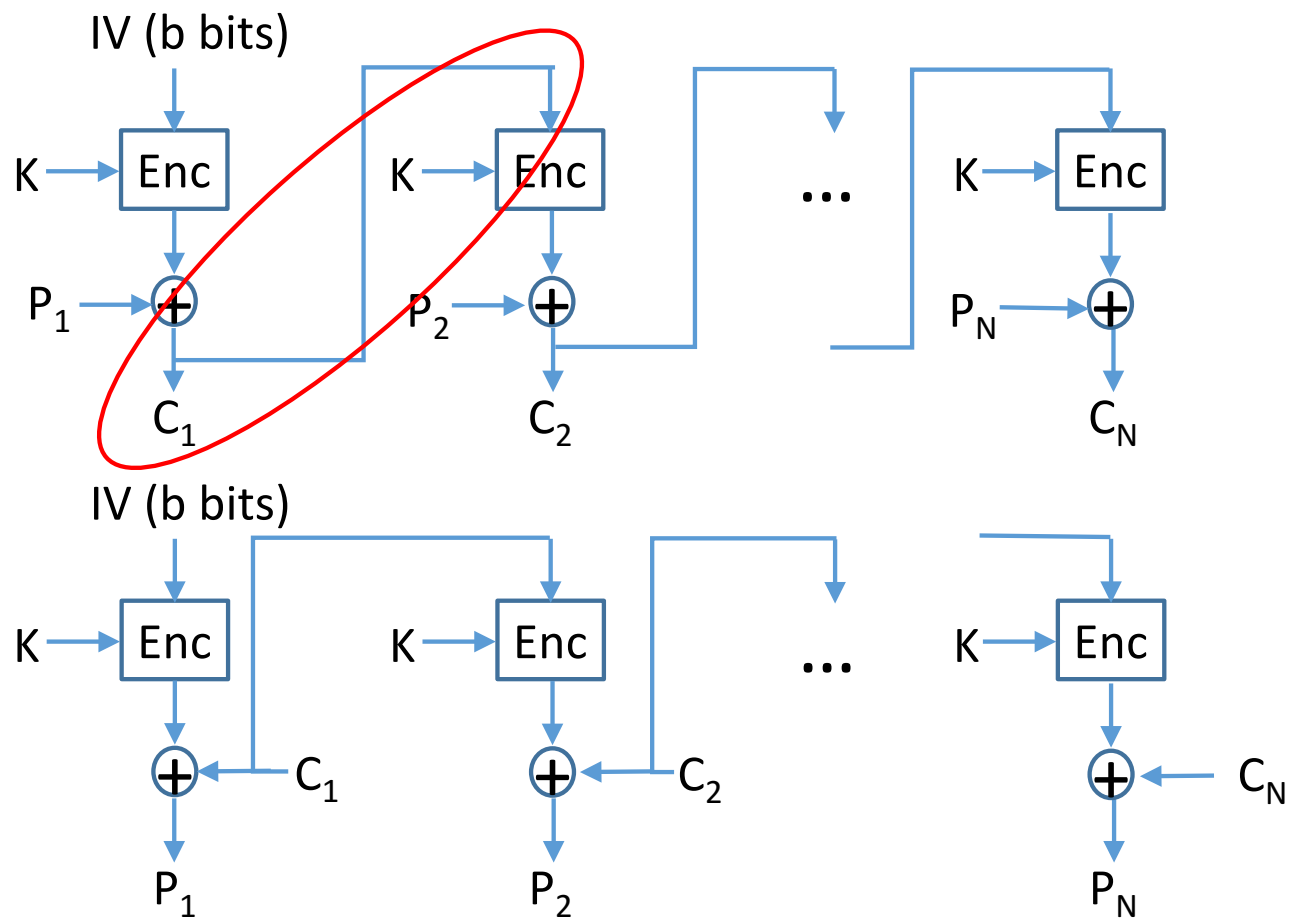 IV (b bits)
K Enc K Enc ... K Enc
P1 + P2 + PN +
C1 C2 CN
IV (b bits)
K Enc K Enc ... K Enc
+ C1 + C2 + CN
P1 P2 PN